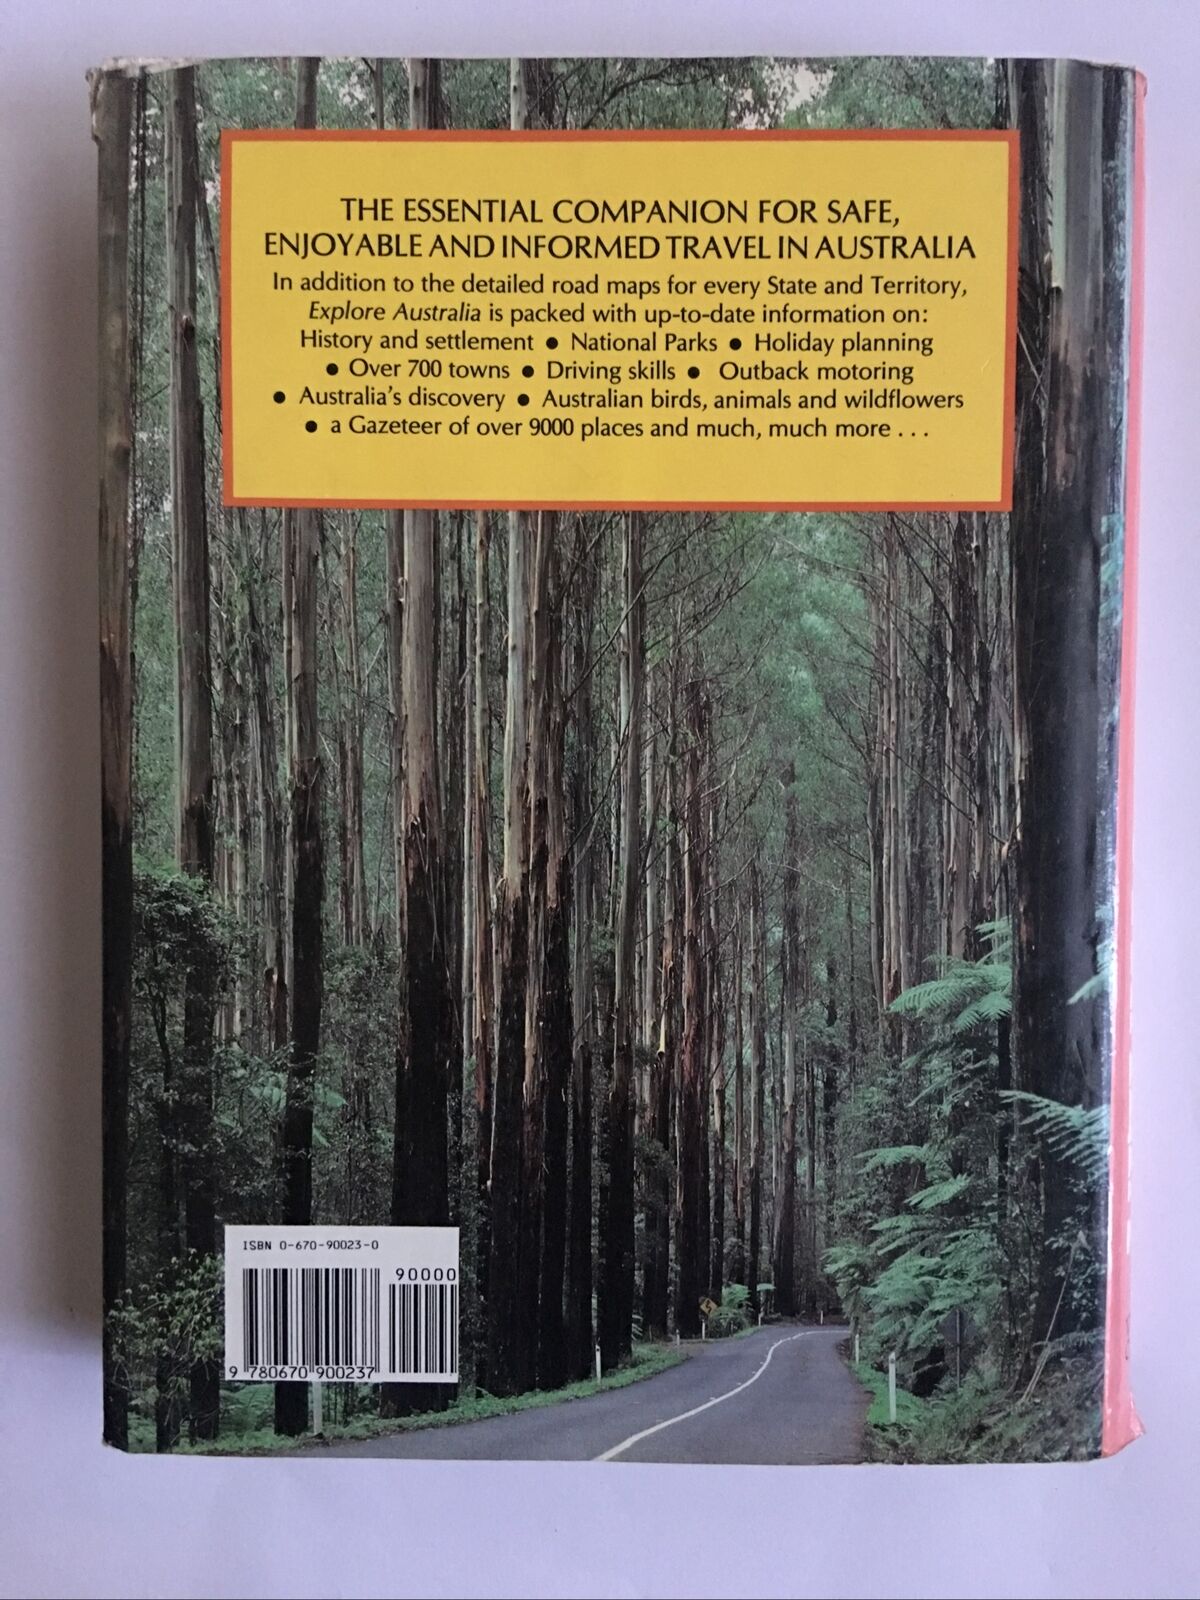 THE ESSENTIAL COMPANION FOR SAFE,
ENJOYABLE AND INFORMED TRAVEL IN AUSTRALIA
In addition to the detailed road maps for every State and Territory,
Explore Australia is packed with up-to-date information on:
History and settlement ● National Parks ● Holiday planning
● Over 700 towns ● Driving skills ● Outback motoring
● Australia's discovery ● Australian birds, animals and wildflowers
● a Gazeteer of over 9000 places and much, much more . . .
ISBN 0-670-90023-0
90000
9 780670 900237